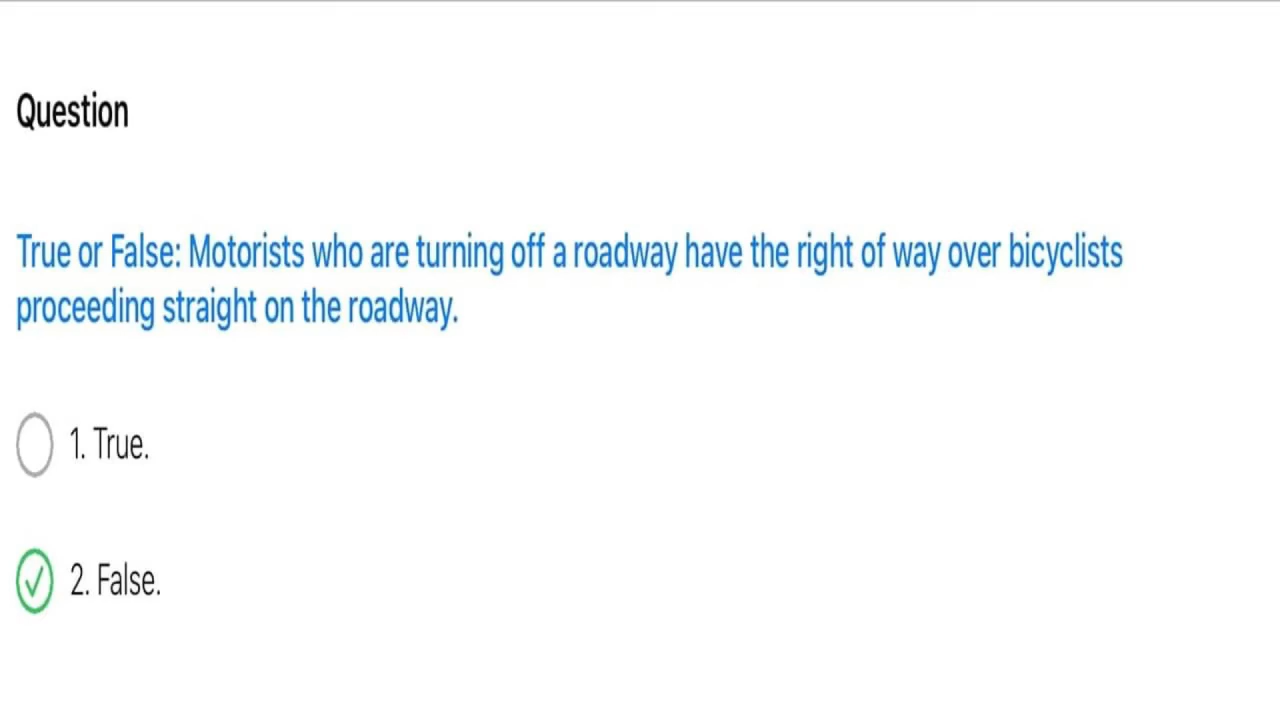 Question
True or False: Motorists who are turning off a roadway have the right of way over bicyclists
proceeding straight on the roadway.
1. True.
2. False.